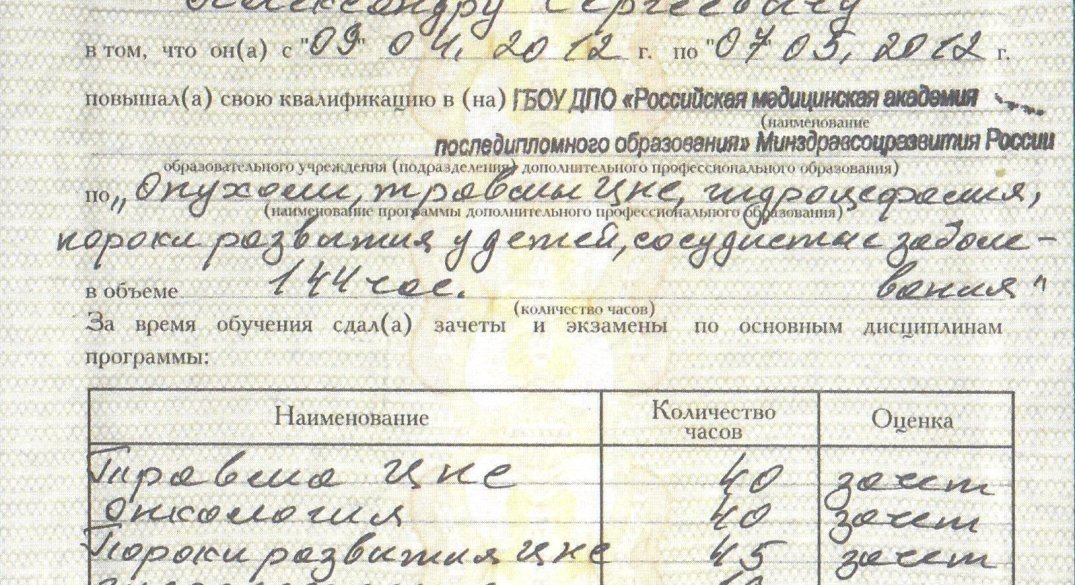 Александру Сергеевичу
в том, что он(а) с "09" 04. 2012 г. по "07" 05. 2012 г.
повышал(а) свою квалификацию в (на) ГБОУ ДПО «Российская медицинская академия
(наименование
последипломного образования» Минздравсоцразвития России
образовательного учреждения (подразделения) дополнительного профессионального образования)
по „Опухоли, травмы ЦНС, гидроцефалия,
(наименование программы дополнительного профессионального образования)
пороки развития у детей, сосудистые заболе-
в объеме 144 час. вания"
(количество часов)
За время обучения сдал(а) зачеты и экзамены по основным дисциплинам
программы:
Наименование Количество часов Оценка
Травма ЦНС 40 зачет
Онкология 40 зачет
Пороки развития ЦНС 45 зачет